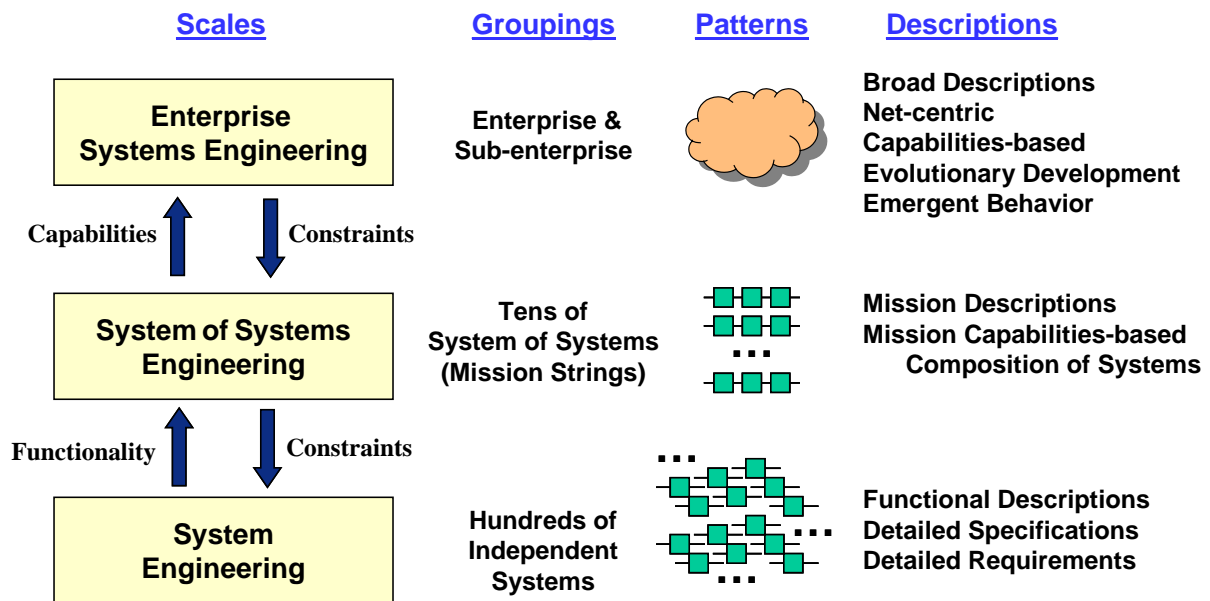 Scales
Groupings
Patterns
Descriptions
Enterprise
Systems Engineering
Enterprise &
Sub-enterprise
Broad Descriptions
Net-centric
Capabilities-based
Evolutionary Development
Emergent Behavior
Capabilities
Constraints
System of Systems
Engineering
Tens of
System of Systems
(Mission Strings)
...
Mission Descriptions
Mission Capabilities-based
Composition of Systems
Functionality
Constraints
System
Engineering
Hundreds of
Independent
Systems
...
...
...
Functional Descriptions
Detailed Specifications
Detailed Requirements